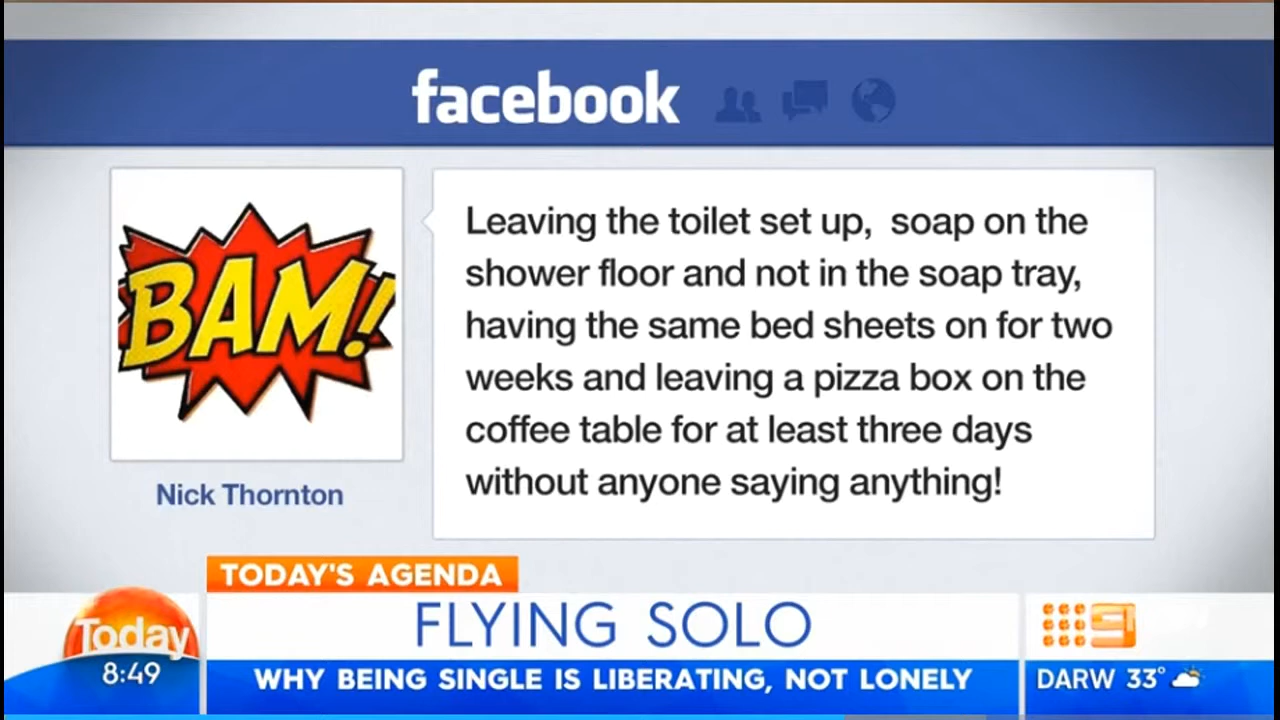 facebook
BAM!
Leaving the toilet set up,  soap on the
shower floor and not in the soap tray,
having the same bed sheets on for two
weeks and leaving a pizza box on the
coffee table for at least three days
without anyone saying anything!
Nick Thornton
TODAY'S AGENDA
FLYING SOLO
WHY BEING SINGLE IS LIBERATING, NOT LONELY
Today
8:49
9
DARW 33°